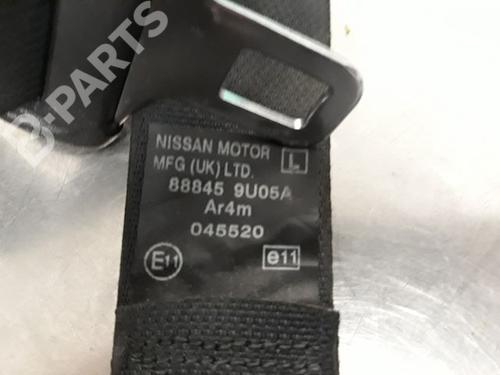 B-PARTS
NISSAN MOTOR L
MFG (UK) LTD.
88845 9U05A
Ar4m
045520
E11 e11